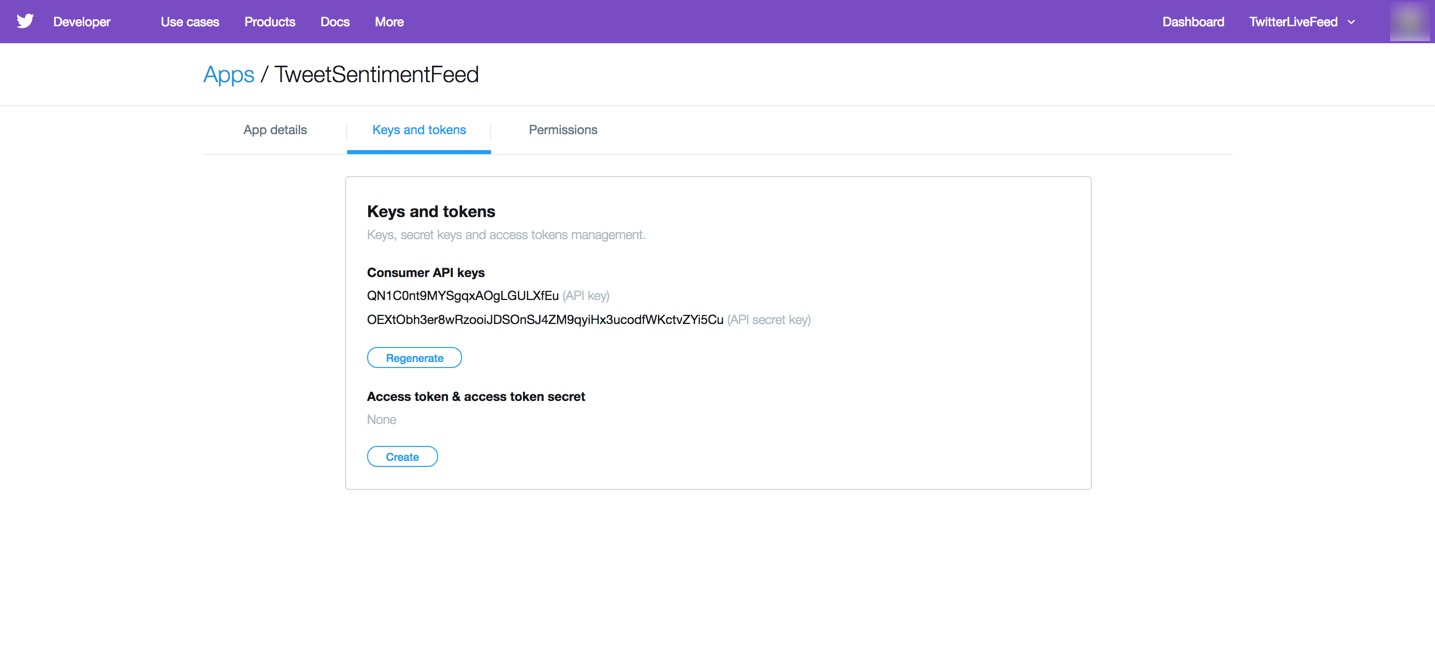 Developer Use cases Products Docs More Dashboard TwitterLiveFeed
Apps / TweetSentimentFeed
App details Keys and tokens Permissions
Keys and tokens
Keys, secret keys and access tokens management.
Consumer API keys
QN1C0nt9MYSgqxAOgLGULXfEu (API key)
OEXtObh3er8wRzooiJDSOnSJ4ZM9qyiHx3ucodfWKctvZYi5Cu (API secret key)
Regenerate
Access token & access token secret
None
Create